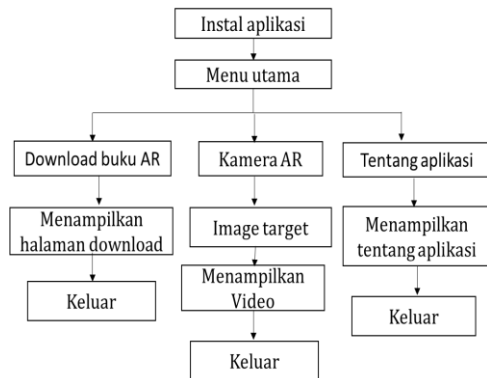 Instal aplikasi
Menu utama
Download buku AR
Kamera AR
Tentang aplikasi
Menampilkan
halaman download
Image target
Menampilkan
tentang aplikasi
Menampilkan
Video
Keluar
Keluar
Keluar